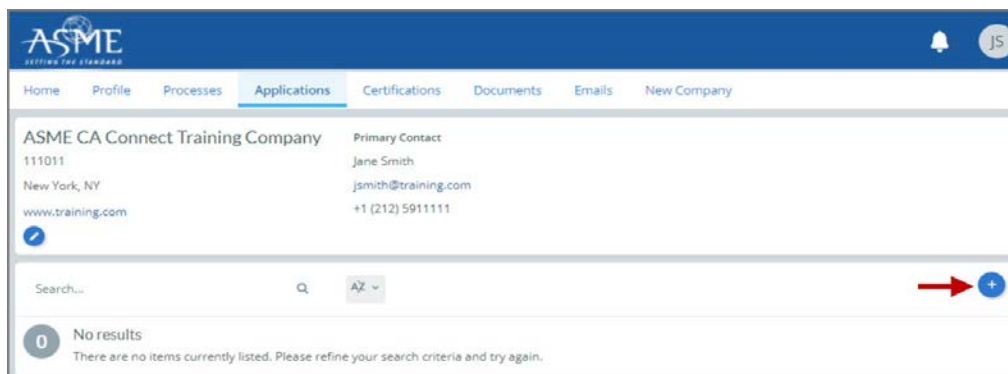 ASME
SETTING THE STANDARD
JS
Home Profile Processes Applications Certifications Documents Emails New Company
ASME CA Connect Training Company
111011
New York, NY
www.training.com
Primary Contact
Jane Smith
jsmith@training.com
+1 (212) 5911111
Search...
AZ
+
0
No results
There are no items currently listed. Please refine your search criteria and try again.